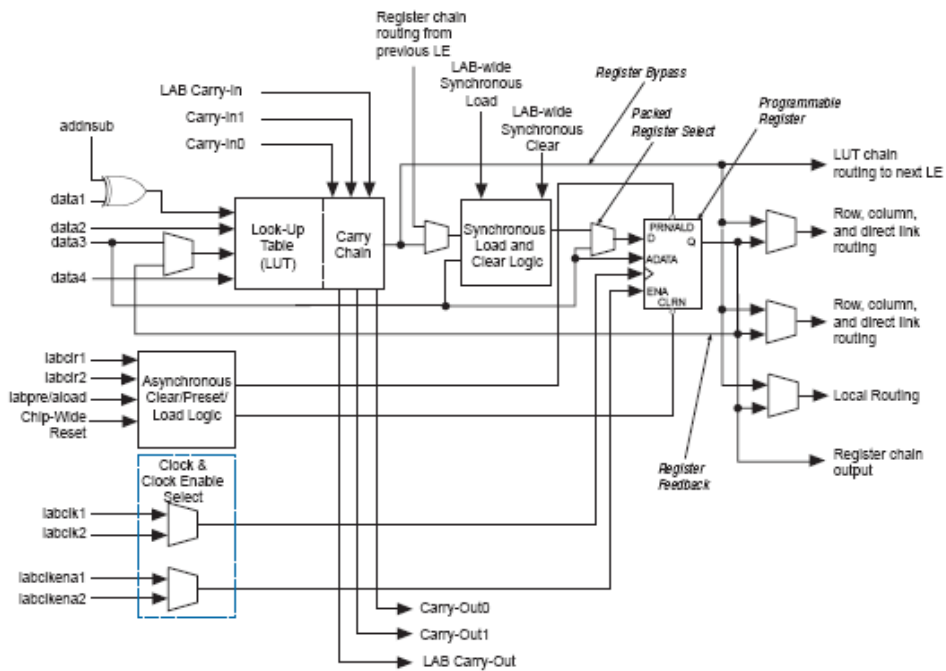 Register chain
routing from
previous LE
LAB-wide
Synchronous
Load
LAB-wide
Synchronous
Clear
Register Bypass
Packed
Register Select
Programmable
Register
LAB Carry-In
Carry-In1
Carry-In0
addnsub
data1
data2
data3
data4
Look-Up
Table
(LUT)
Carry
Chain
Synchronous
Load and
Clear Logic
PRN/ALD
D
Q
ADATA
ENA
CLRN
LUT chain
routing to next LE
Row, column,
and direct link
routing
Row, column,
and direct link
routing
Local Routing
Register chain
output
Register
Feedback
labclr1
labclr2
labpre/aload
Chip-Wide
Reset
Asynchronous
Clear/Preset/
Load Logic
Clock &
Clock Enable
Select
labclk1
labclk2
labclkena1
labclkena2
Carry-Out0
Carry-Out1
LAB Carry-Out